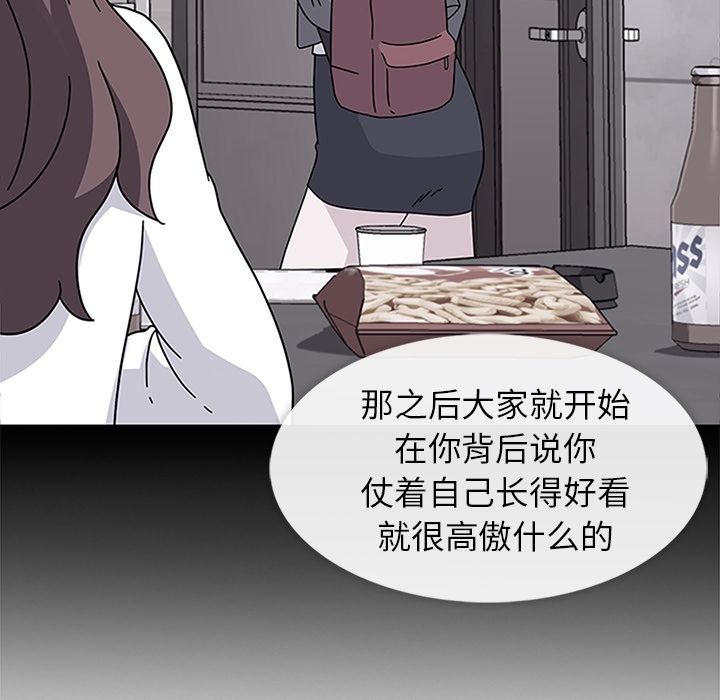 ass
那之后大家就开始
在你背后说你
仗着自己长得好看
就很高傲什么的